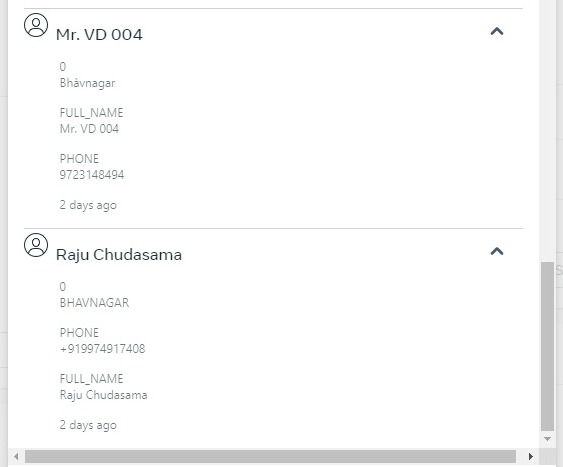 Mr. VD 004
0
Bhāvnagar
FULL_NAME
Mr. VD 004
PHONE
9723148494
2 days ago
Raju Chudasama
0
BHAVNAGAR
PHONE
+919974917408
FULL_NAME
Raju Chudasama
2 days ago